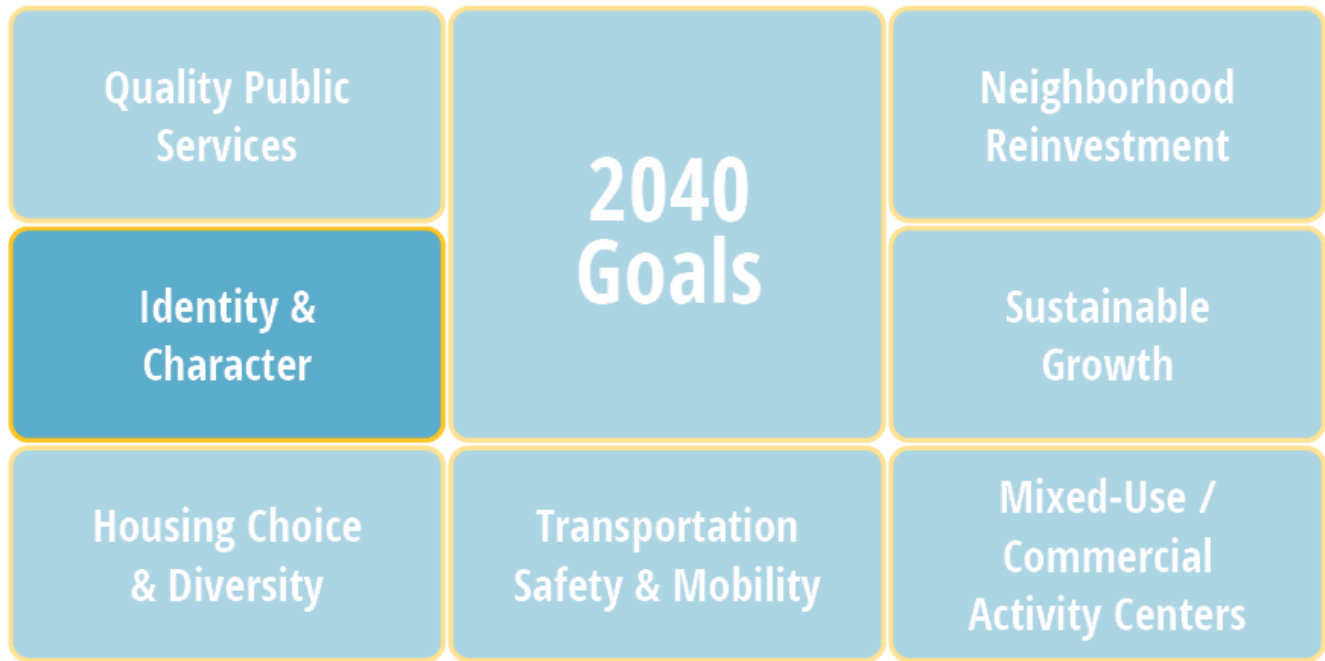 Quality Public
Services
2040
Goals
Neighborhood
Reinvestment
Identity &
Character
Sustainable
Growth
Housing Choice
& Diversity
Transportation
Safety & Mobility
Mixed-Use /
Commercial
Activity Centers